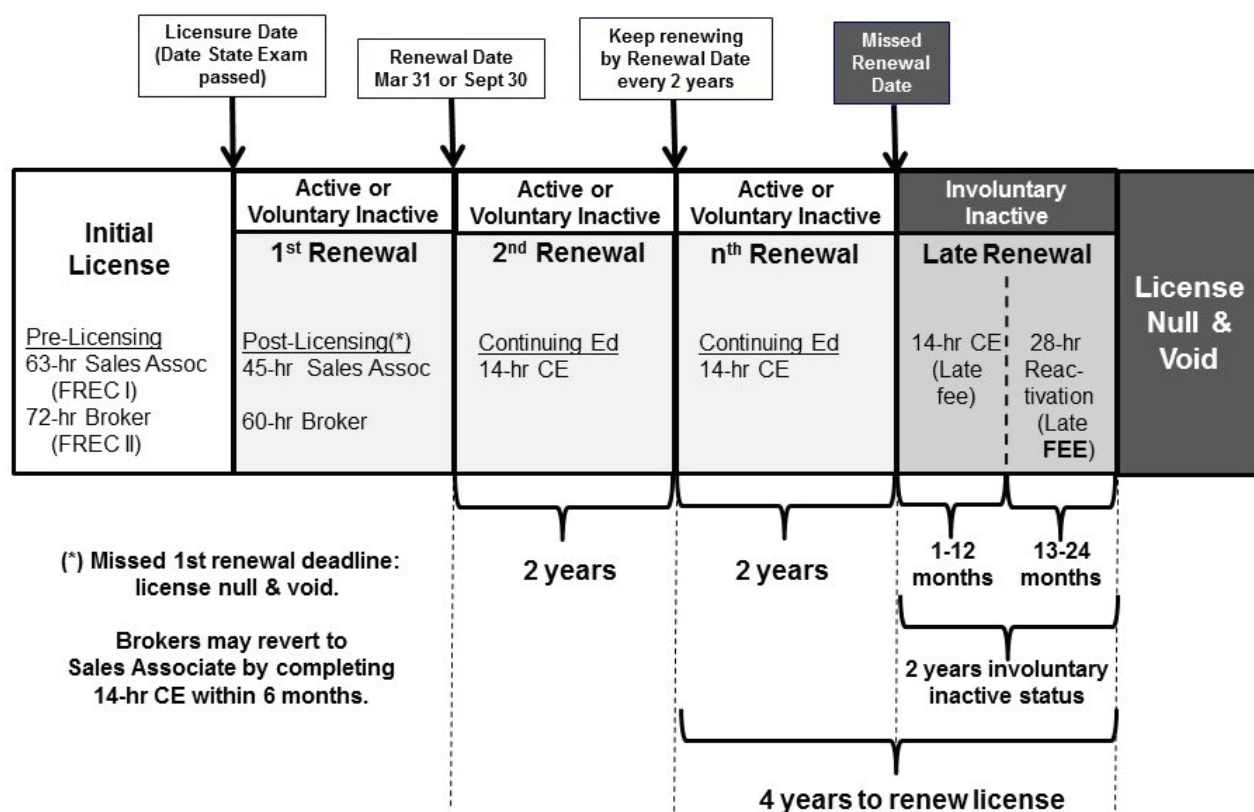 Licensure Date
(Date State Exam
passed)
Renewal Date
Mar 31 or Sept 30
Keep renewing
by Renewal Date
every 2 years
Missed
Renewal
Date
Initial
License
Pre-Licensing
63-hr Sales Assoc
(FREC I)
72-hr Broker
(FREC II)
Active or
Voluntary Inactive
1st Renewal
Post-Licensing(*)
45-hr Sales Assoc
60-hr Broker
Active or
Voluntary Inactive
2nd Renewal
Continuing Ed
14-hr CE
Active or
Voluntary Inactive
nth Renewal
Continuing Ed
14-hr CE
Involuntary
Inactive
Late Renewal
14-hr CE
(Late
fee)
28-hr
Reac-
tivation
(Late
FEE)
License
Null &
Void
(*) Missed 1st renewal deadline:
license null & void.
Brokers may revert to
Sales Associate by completing
14-hr CE within 6 months.
2 years
2 years
1-12
months
13-24
months
2 years involuntary
inactive status
4 years to renew license